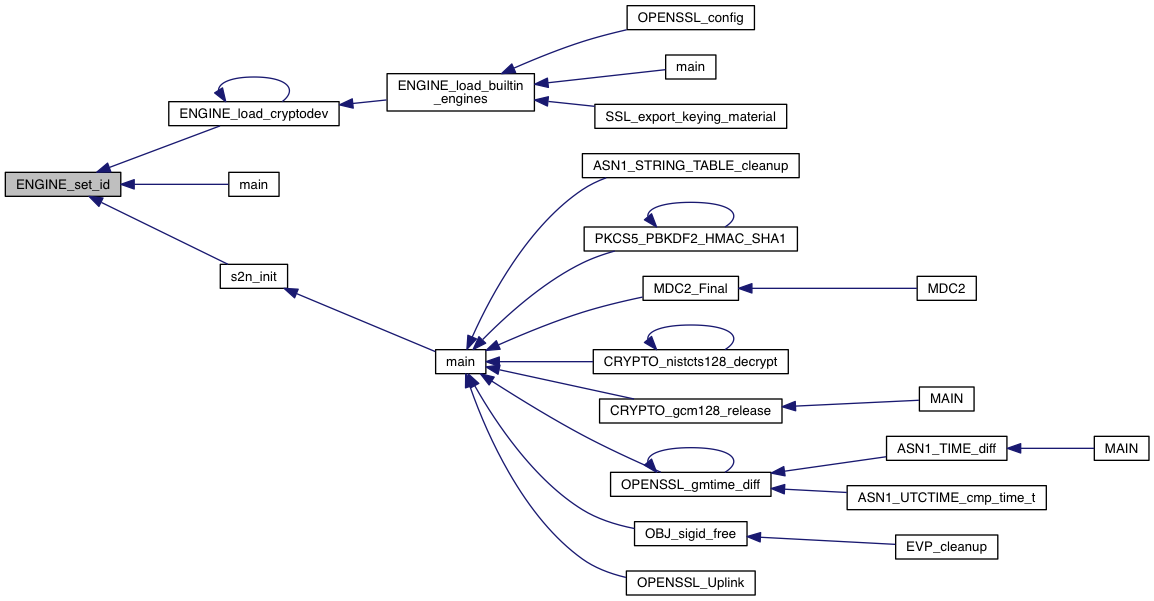 OPENSSL_config
main
ENGINE_load_builtin
_engines
ENGINE_load_cryptodev
SSL_export_keying_material
ASN1_STRING_TABLE_cleanup
ENGINE_set_id
main
PKCS5_PBKDF2_HMAC_SHA1
s2n_init
MDC2_Final
MDC2
main
CRYPTO_nistcts128_decrypt
CRYPTO_gcm128_release
MAIN
ASN1_TIME_diff
MAIN
OPENSSL_gmtime_diff
ASN1_UTCTIME_cmp_time_t
OBJ_sigid_free
EVP_cleanup
OPENSSL_Uplink